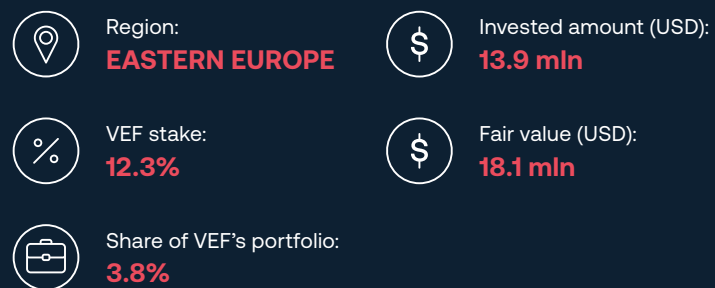 Region:
EASTERN EUROPE
Invested amount (USD):
13.9 mln
VEF stake:
12.3%
Fair value (USD):
18.1 mln
Share of VEF's portfolio:
3.8%